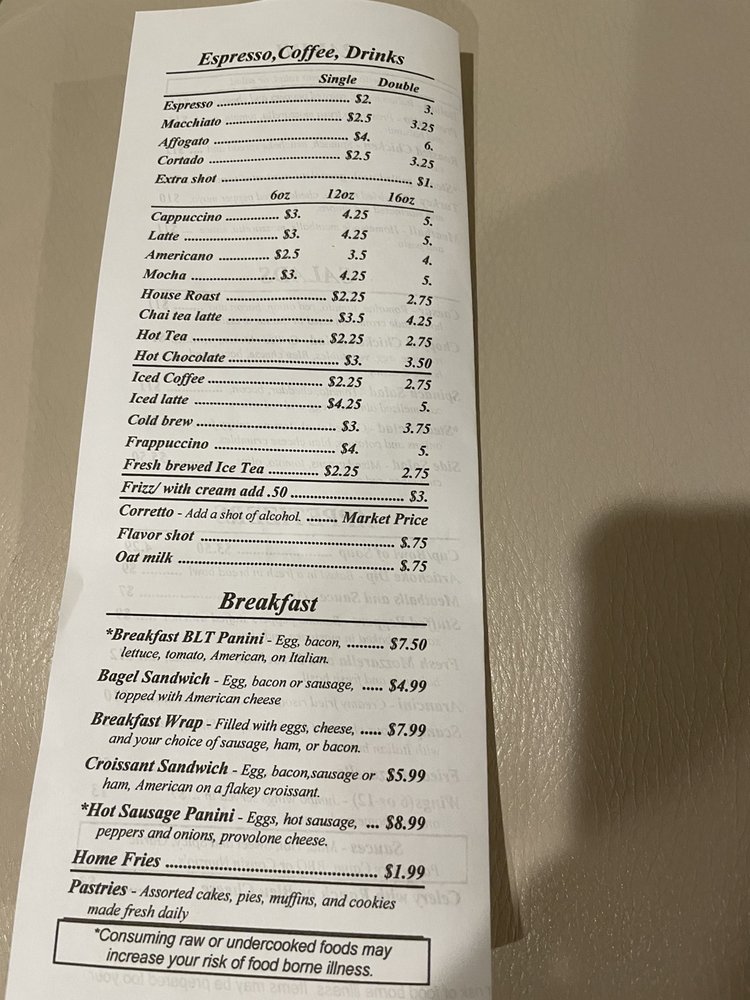 Espresso,Coffee, Drinks
Single Double
Espresso ........................................ $2. 3.
Macchiato ................................... $2.5 3.25
Affogato ....................................... $4. 6.
Cortado ....................................... $2.5 3.25
Extra shot ........................................................ $1.
6oz 12oz 16oz
Cappuccino ............... $3. 4.25 5.
Latte ........................... $3. 4.25 5.
Americano ............... $2.5 3.5 4.
Mocha ......................... $3. 4.25 5.
House Roast .............................. $2.25 2.75
Chai tea latte ............................... $3.5 4.25
Hot Tea ......................................... $2.25 2.75
Hot Chocolate ................................ $3. 3.50
Iced Coffee................................. $2.25 2.75
Iced latte ..................................... $4.25 5.
Cold brew ......................................... $3. 3.75
Frappuccino ................................... $4. 5.
Fresh brewed Ice Tea ............. $2.25 2.75
Frizz/ with cream add .50 ................................. $3.
Corretto - Add a shot of alcohol. ......... Market Price
Flavor shot ........................................................ $.75
Oat milk .............................................................. $.75
Breakfast
*Breakfast BLT Panini - Egg, bacon, .......... $7.50
lettuce, tomato, American, on Italian.
Bagel Sandwich - Egg, bacon or sausage, ..... $4.99
topped with American cheese
Breakfast Wrap - Filled with eggs, cheese, ..... $7.99
and your choice of sausage, ham, or bacon.
Croissant Sandwich - Egg, bacon,sausage or $5.99
ham, American on a flakey croissant.
*Hot Sausage Panini - Eggs, hot sausage, ... $8.99
peppers and onions, provolone cheese.
Home Fries ........................................................ $1.99
Pastries - Assorted cakes, pies, muffins, and cookies
made fresh daily
*Consuming raw or undercooked foods may
increase your risk of food borne illness.